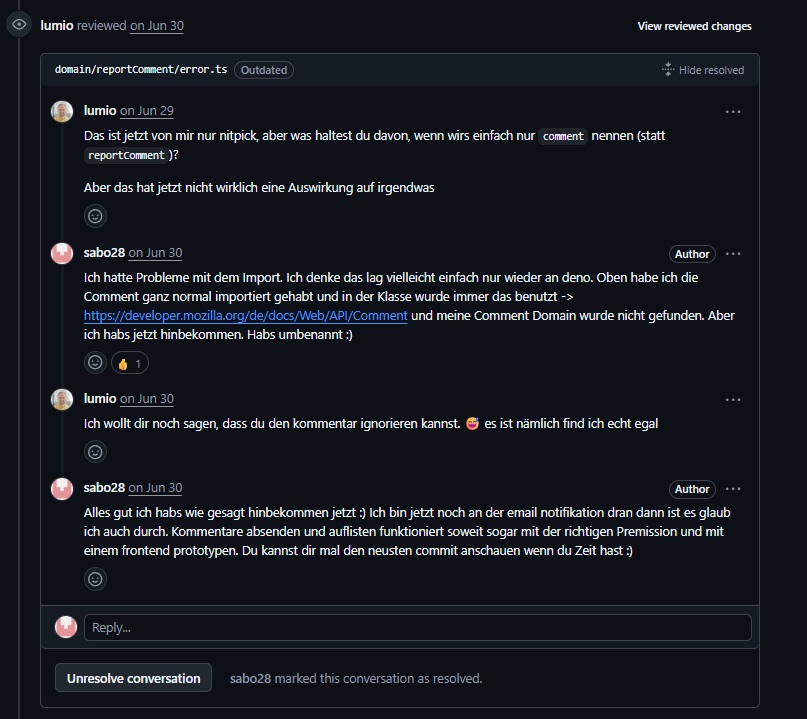 lumio reviewed on Jun 30
View reviewed changes
domain/reportComment/error.ts Outdated
Hide resolved
lumio on Jun 29
Das ist jetzt von mir nur nitpick, aber was haltest du davon, wenn wirs einfach nur comment nennen (statt
reportComment )?
Aber das hat jetzt nicht wirklich eine Auswirkung auf irgendwas
sabo28 on Jun 30
Author
Ich hatte Probleme mit dem Import. Ich denke das lag vielleicht einfach nur wieder an deno. Oben habe ich die
Comment ganz normal importiert gehabt und in der Klasse wurde immer das benutzt ->
https://developer.mozilla.org/de/docs/Web/API/Comment und meine Comment Domain wurde nicht gefunden. Aber
ich habs jetzt hinbekommen. Habs umbenannt :)
👍 1
lumio on Jun 30
Ich wollt dir noch sagen, dass du den kommentar ignorieren kannst. 😅 es ist nämlich find ich echt egal
sabo28 on Jun 30
Author
Alles gut ich habs wie gesagt hinbekommen jetzt :) Ich bin jetzt noch an der email notifikation dran dann ist es glaub
ich auch durch. Kommentare absenden und auflisten funktioniert soweit sogar mit der richtigen Premission und mit
einem frontend prototypen. Du kannst dir mal den neusten commit anschauen wenn du Zeit hast :)
Reply...
Unresolve conversation
sabo28 marked this conversation as resolved.